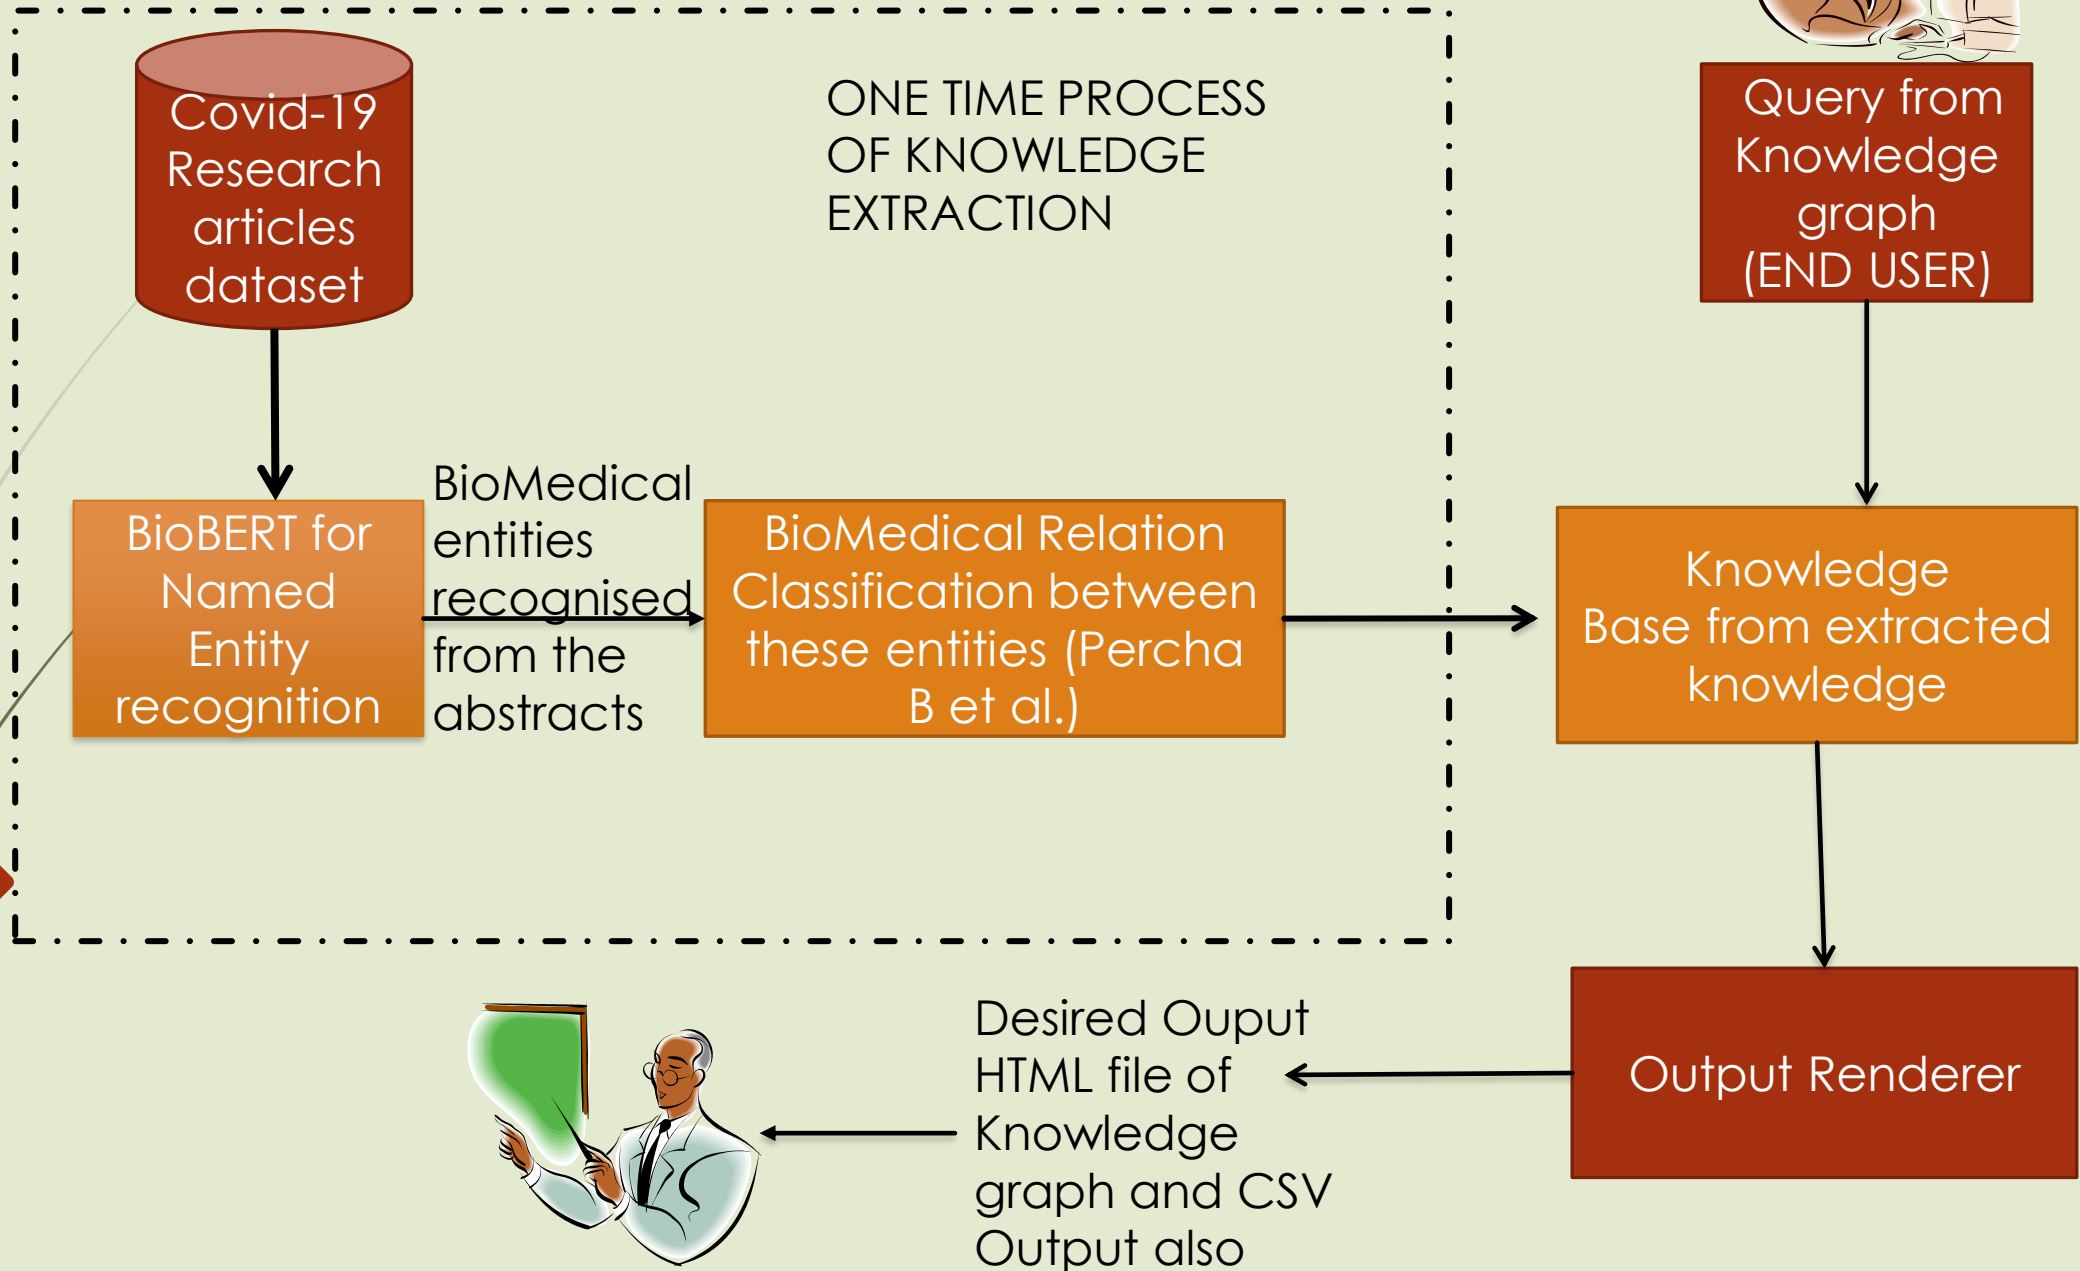 Covid-19
Research
articles
dataset
ONE TIME PROCESS
OF KNOWLEDGE
EXTRACTION
Query from
Knowledge
graph
(END USER)
BioBERT for
Named
Entity
recognition
BioMedical
entities
recognised
from the
abstracts
BioMedical Relation
Classification between
these entities (Percha
B et al.)
Knowledge
Base from extracted
knowledge
Output Renderer
Desired Ouput
HTML file of
Knowledge
graph and CSV
Output also